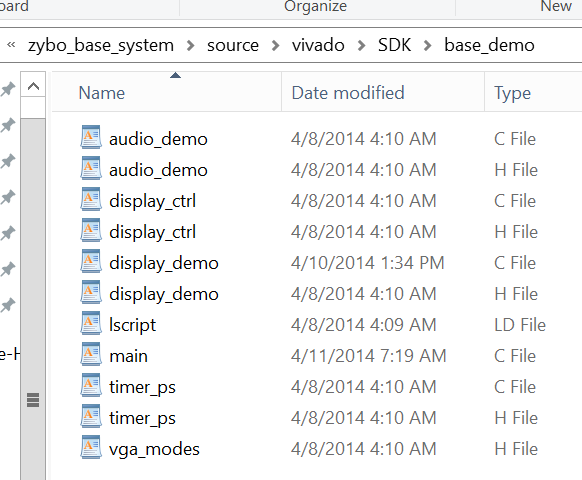 oard Organize New
« zybo_base_system > source > vivado > SDK > base_demo
Name Date modified Type
audio_demo 4/8/2014 4:10 AM C File
audio_demo 4/8/2014 4:10 AM H File
display_ctrl 4/8/2014 4:10 AM C File
display_ctrl 4/8/2014 4:10 AM H File
display_demo 4/10/2014 1:34 PM C File
display_demo 4/8/2014 4:10 AM H File
lscript 4/8/2014 4:09 AM LD File
e-H
main 4/11/2014 7:19 AM C File
timer_ps 4/8/2014 4:10 AM C File
timer_ps 4/8/2014 4:10 AM H File
vga_modes 4/8/2014 4:10 AM H File